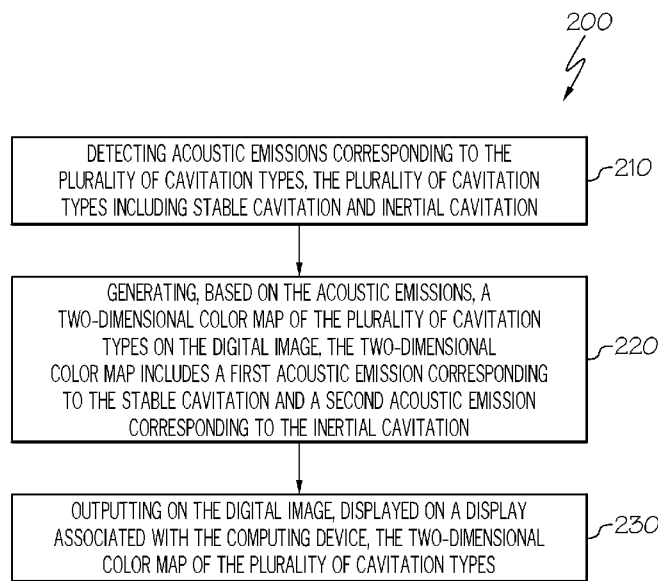 200
DETECTING ACOUSTIC EMISSIONS CORRESPONDING TO THE
PLURALITY OF CAVITATION TYPES, THE PLURALITY OF CAVITATION
TYPES INCLUDING STABLE CAVITATION AND INERTIAL CAVITATION
210
GENERATING, BASED ON THE ACOUSTIC EMISSIONS, A
TWO-DIMENSIONAL COLOR MAP OF THE PLURALITY OF CAVITATION
TYPES ON THE DIGITAL IMAGE, THE TWO-DIMENSIONAL
COLOR MAP INCLUDES A FIRST ACOUSTIC EMISSION CORRESPONDING
TO THE STABLE CAVITATION AND A SECOND ACOUSTIC EMISSION
CORRESPONDING TO THE INERTIAL CAVITATION
220
OUTPUTTING ON THE DIGITAL IMAGE, DISPLAYED ON A DISPLAY
ASSOCIATED WITH THE COMPUTING DEVICE, THE TWO-DIMENSIONAL
COLOR MAP OF THE PLURALITY OF CAVITATION TYPES
230